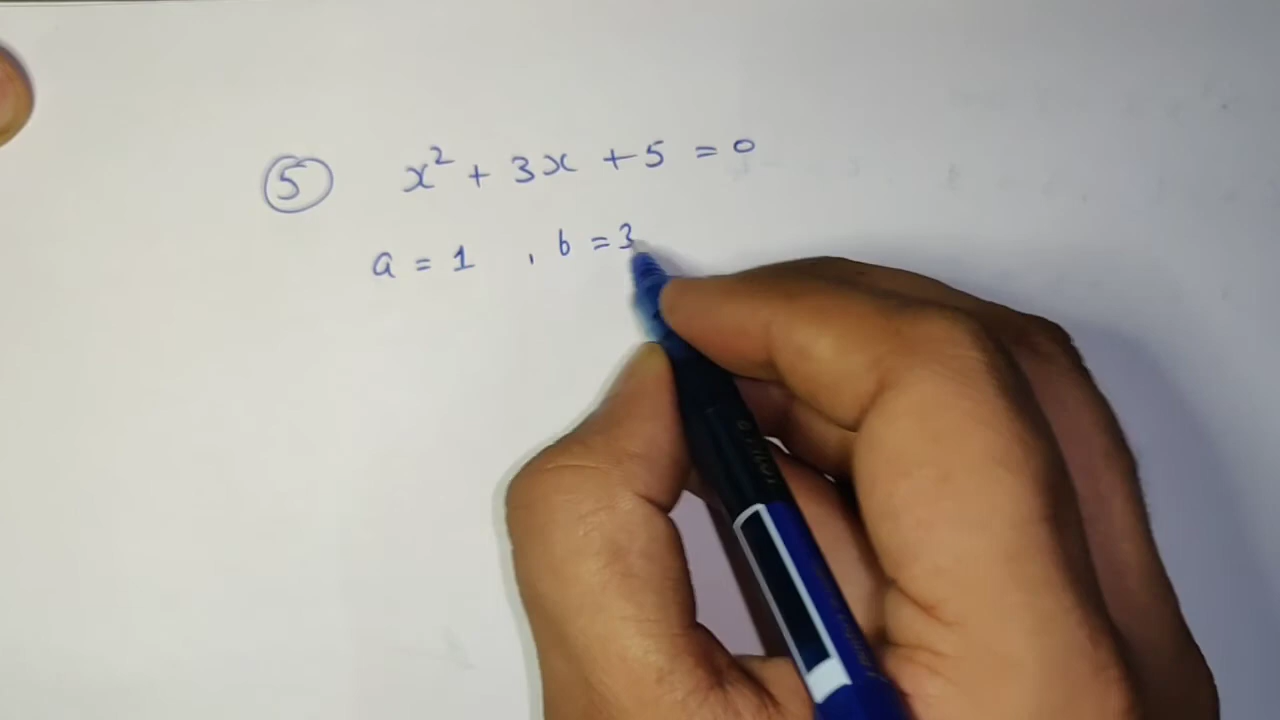 ⑤ x² + 3x + 5 = 0
a = 1 , b = 3